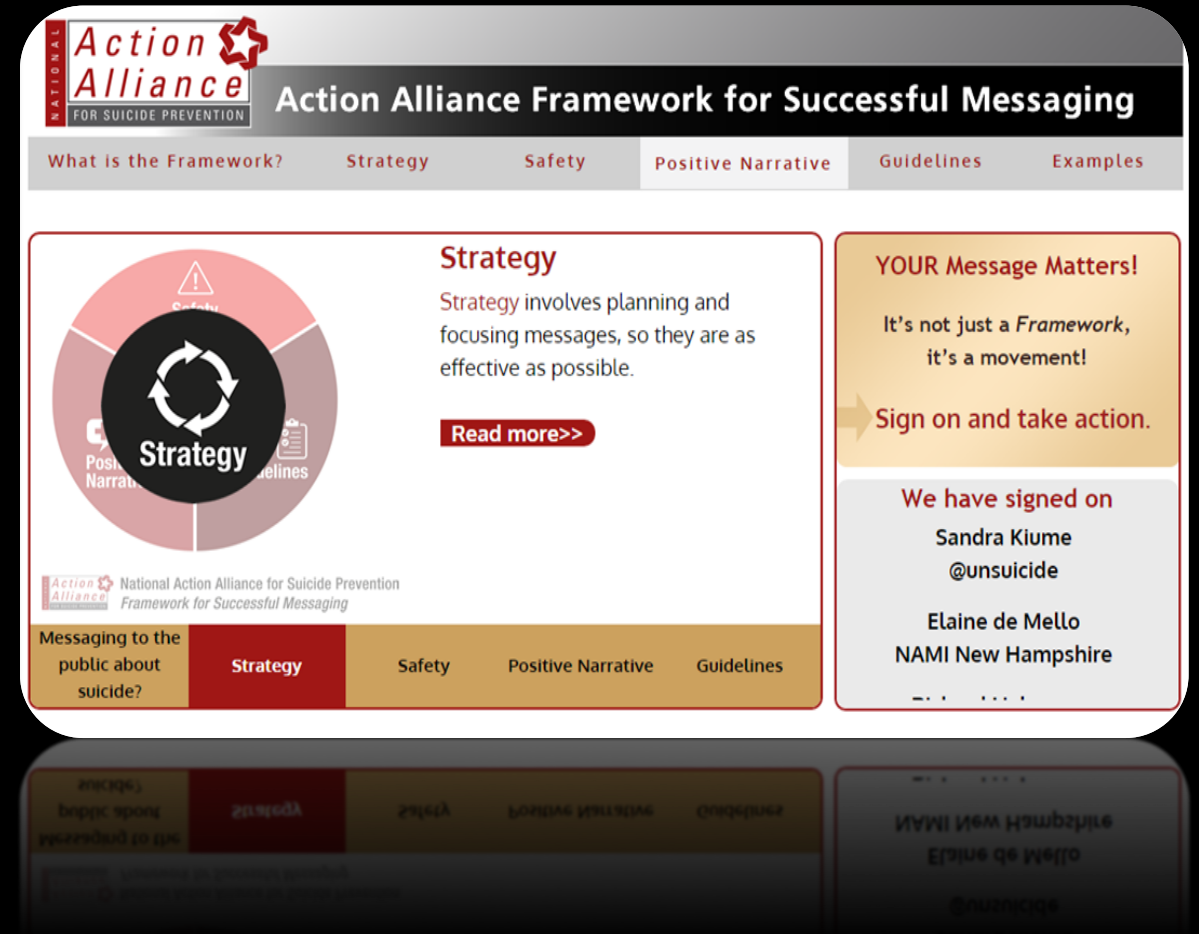 NATIONAL
Action
Alliance
FOR SUICIDE PREVENTION
Action Alliance Framework for Successful Messaging
What is the Framework?
Strategy
Safety
Positive Narrative
Guidelines
Examples
Safety
Strategy
Strategy
Strategy involves planning and
focusing messages, so they are as
effective as possible.
Read more>>
Action
Alliance
National Action Alliance for Suicide Prevention
Framework for Successful Messaging
Messaging to the
public about
suicide?
Strategy
Safety
Positive Narrative
Guidelines
YOUR Message Matters!
It's not just a Framework,
it's a movement!
Sign on and take action.
We have signed on
Sandra Kiume
@unsuicide
Elaine de Mello
NAMI New Hampshire